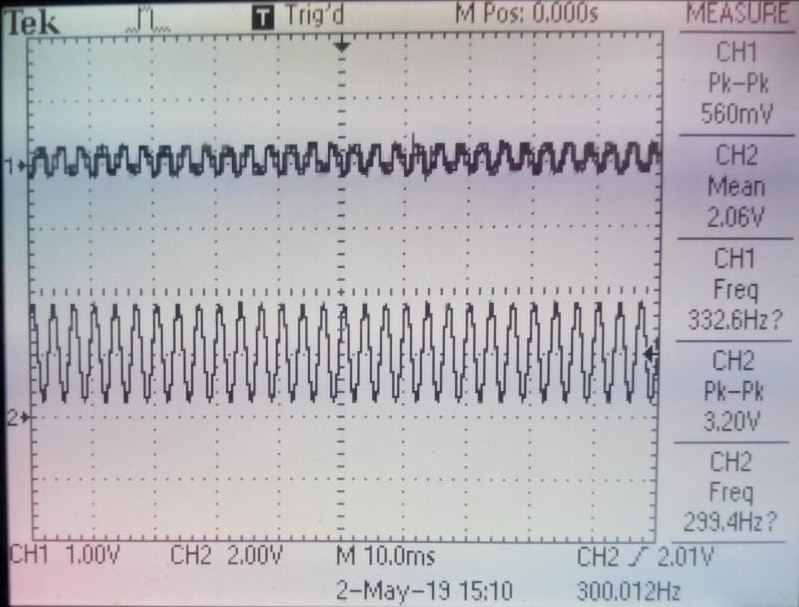 Tek T Trig'd M Pos: 0.000s MEASURE
CH1
Pk-Pk
560mV
CH2
Mean
2.06V
CH1
Freq
332.6Hz?
CH2
Pk-Pk
3.20V
CH2
Freq
299.4Hz?
1
2
CH1 1.00V CH2 2.00V M 10.0ms CH2 2.01V
2-May-19 15:10 300.012Hz